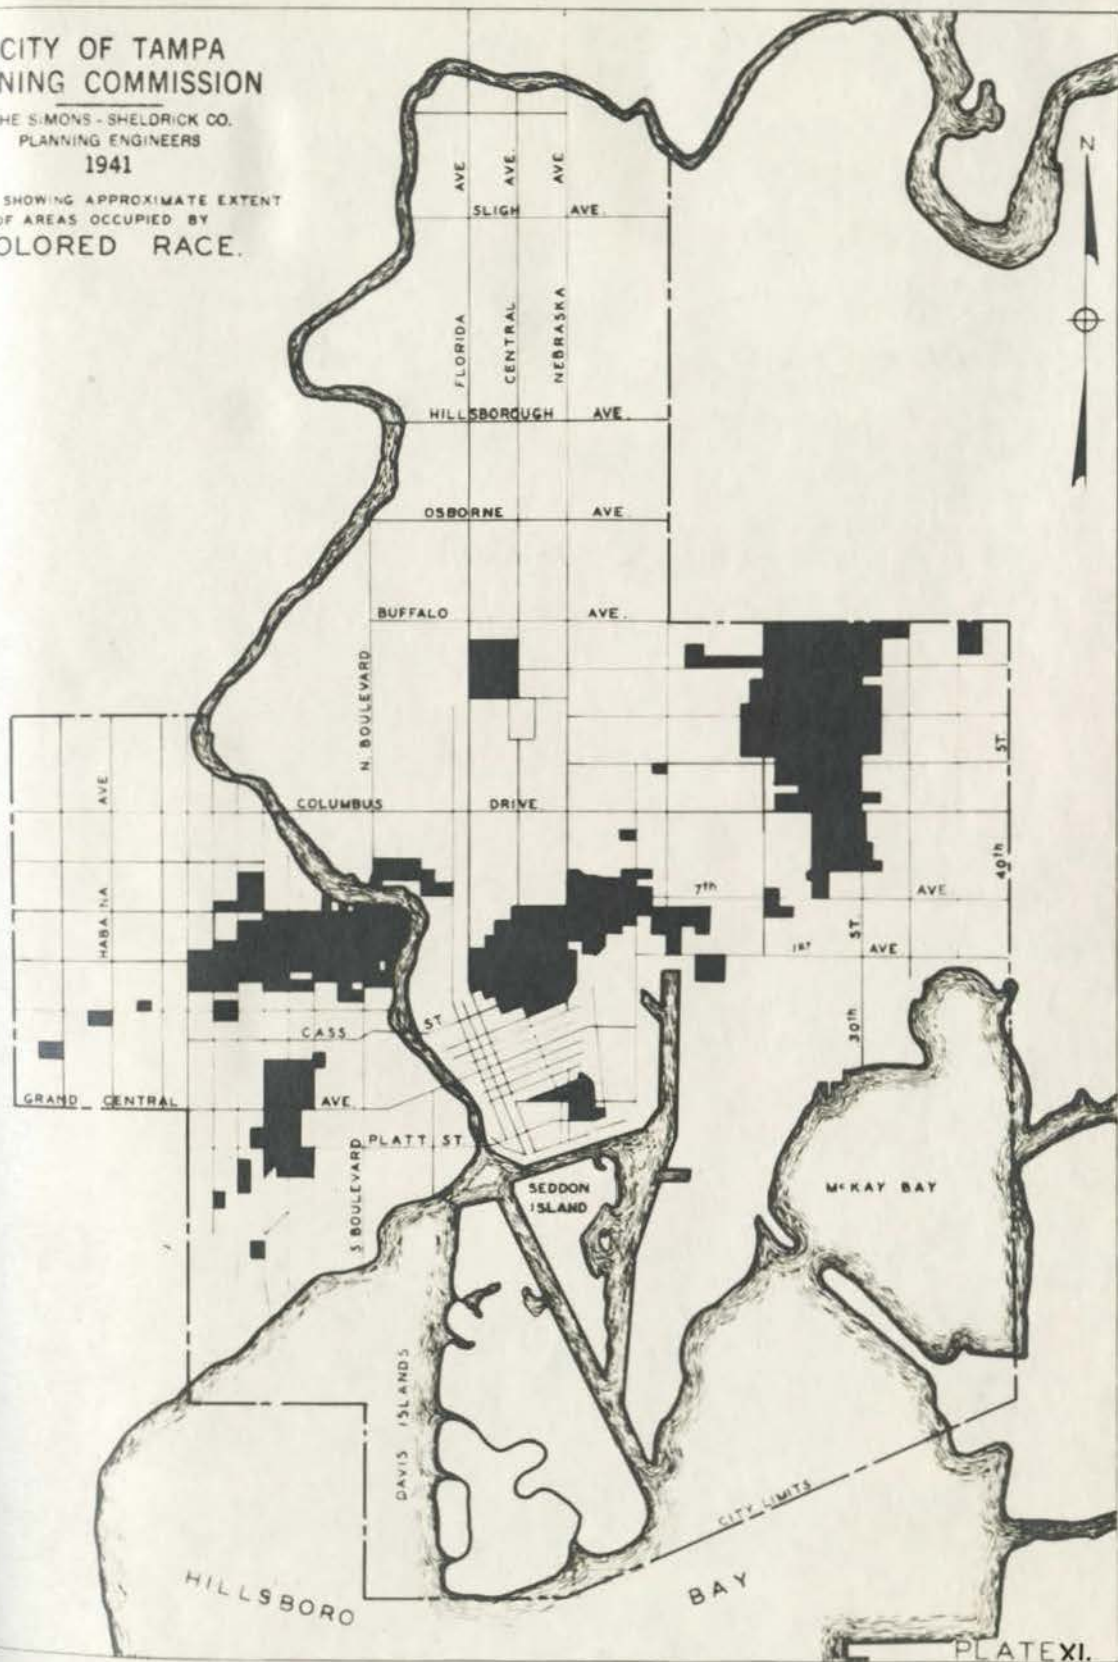 CITY OF TAMPA
NING COMMISSION
HE SIMONS - SHELDRICK CO.
PLANNING ENGINEERS
1941
SHOWING APPROXIMATE EXTENT
OF AREAS OCCUPIED BY
OLORED RACE.
N
AVE.
AVE.
AVE
SLIGH AVE.
FLORIDA
CENTRAL
NEBRASKA
HILLSBOROUGH AVE.
OSBORNE AVE
BUFFALO AVE.
N. BOULEVARD
HABANA AVE
COLUMBUS DRIVE
40th ST
7th AVE
1st AVE
30th ST
CASS ST
GRAND CENTRAL AVE
PLATT ST.
S BOULEVARD
SEDDON
ISLAND
McKAY BAY
DAVIS ISLANDS
CITY LIMITS
HILLSBORO BAY
PLATE XI.